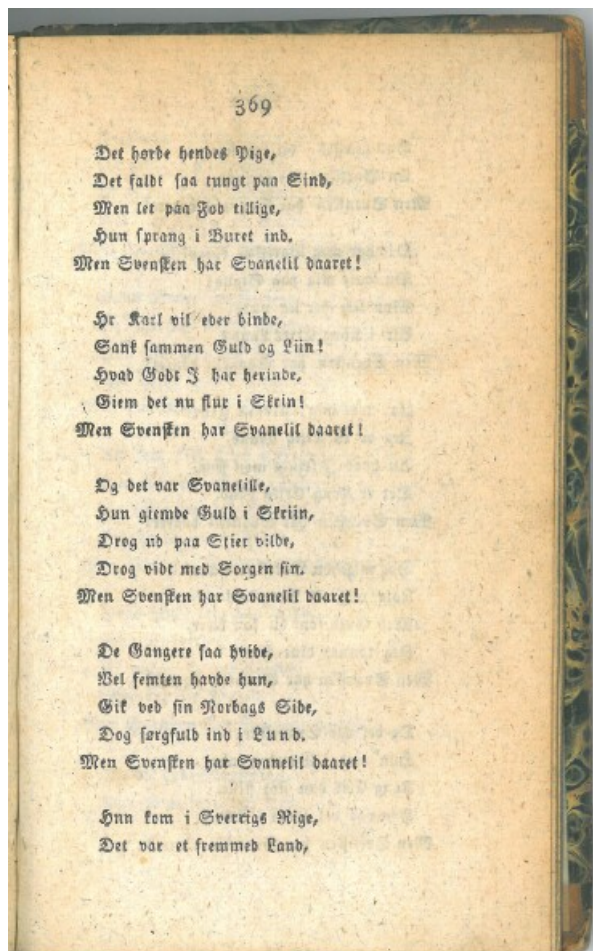 369
Det hørde hendes Pige,
Det faldt saa tungt paa Sind,
Men let paa Fod tillige,
Hun sprang i Buret ind.
Men Svensken har Svanelil daaret!
Hr Karl vil eder binde,
Sank sammen Guld og Liin!
Hvad Godt I har herinde,
Giem det nu flux i Skrin!
Men Svensken har Svanelil daaret!
Og det var Svanelille,
Hun giemde Guld i Skriin,
Drog ud paa Stier vilde,
Drog vidt med Sorgen sin.
Men Svensken har Svanelil daaret!
De Gangere saa hvide,
Vel femten havde hun,
Gik ved sin Nordbags Side,
Dog sørgfuld ind i Lund.
Men Svensken har Svanelil daaret!
Hnn kom i Sverrigs Rige,
Det var et fremmed Land,